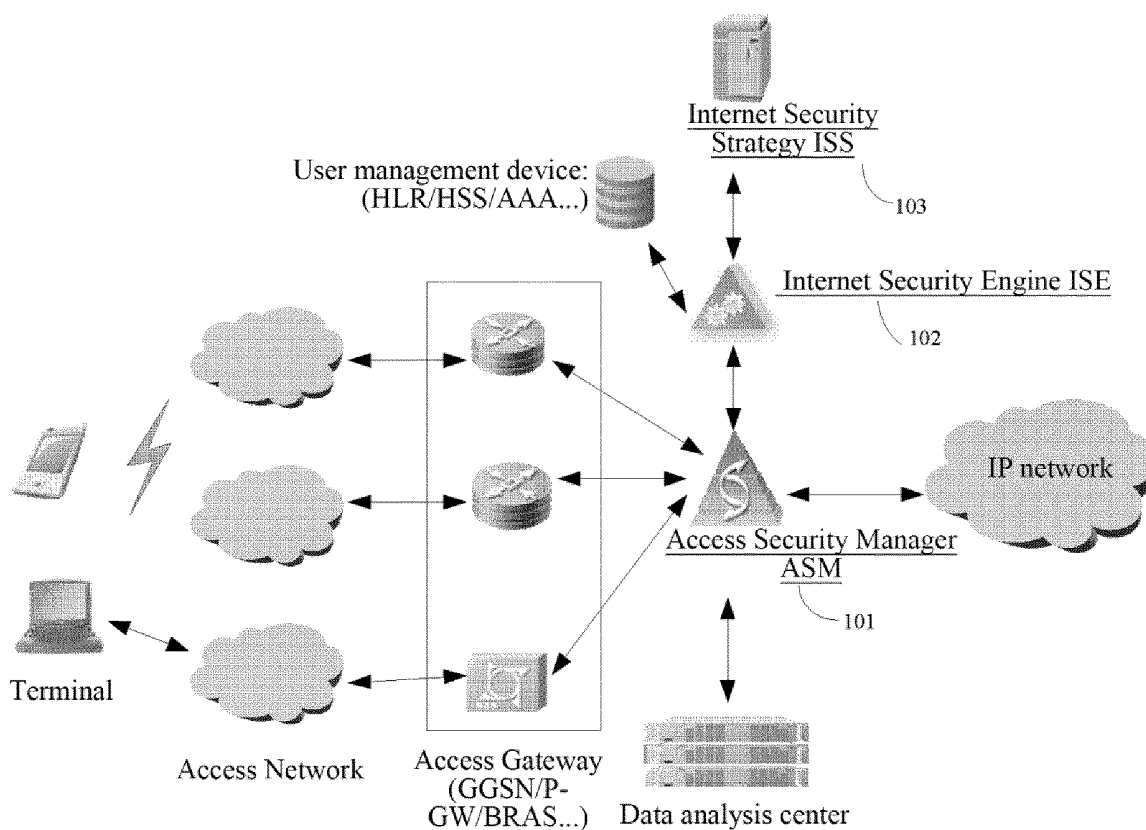 Internet Security
Strategy ISS
103
User management device:
(HLR/HSS/AAA...)
Internet Security Engine ISE
102
IP network
Access Security Manager
ASM
101
Terminal
Access Network
Access Gateway
(GGSN/P-
GW/BRAS...)
Data analysis center